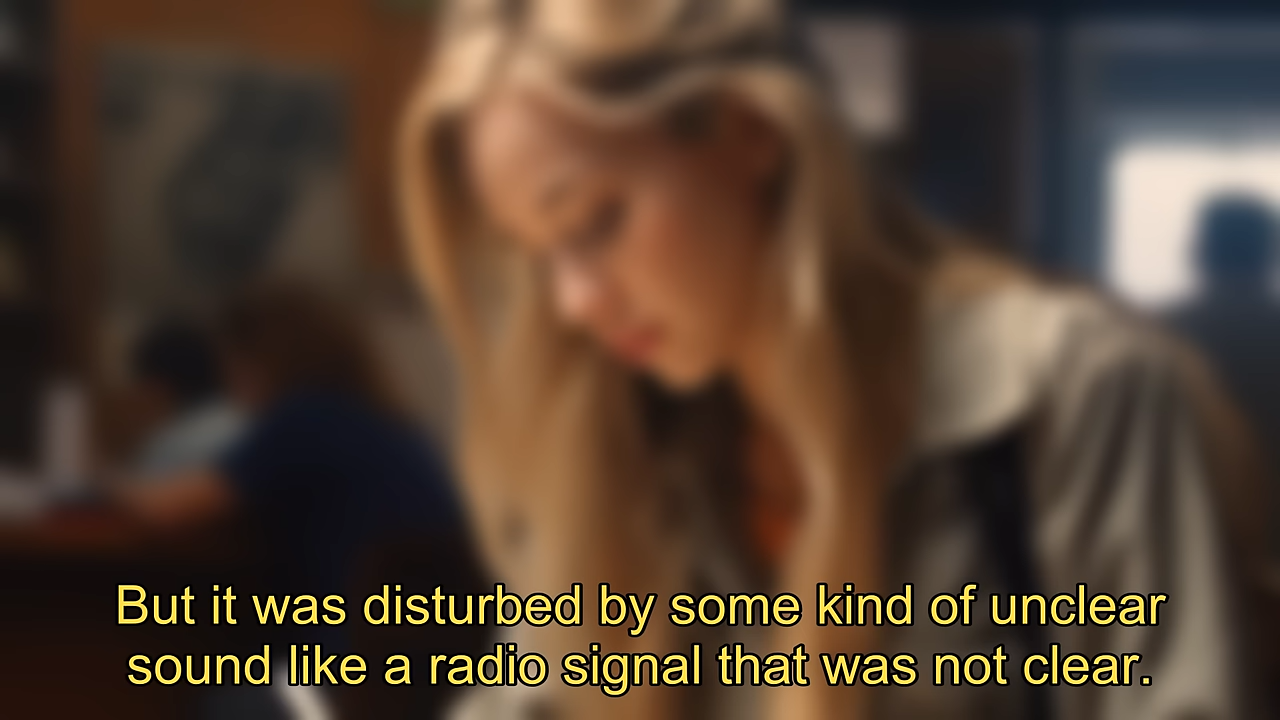 But it was disturbed by some kind of unclear
sound like a radio signal that was not clear.